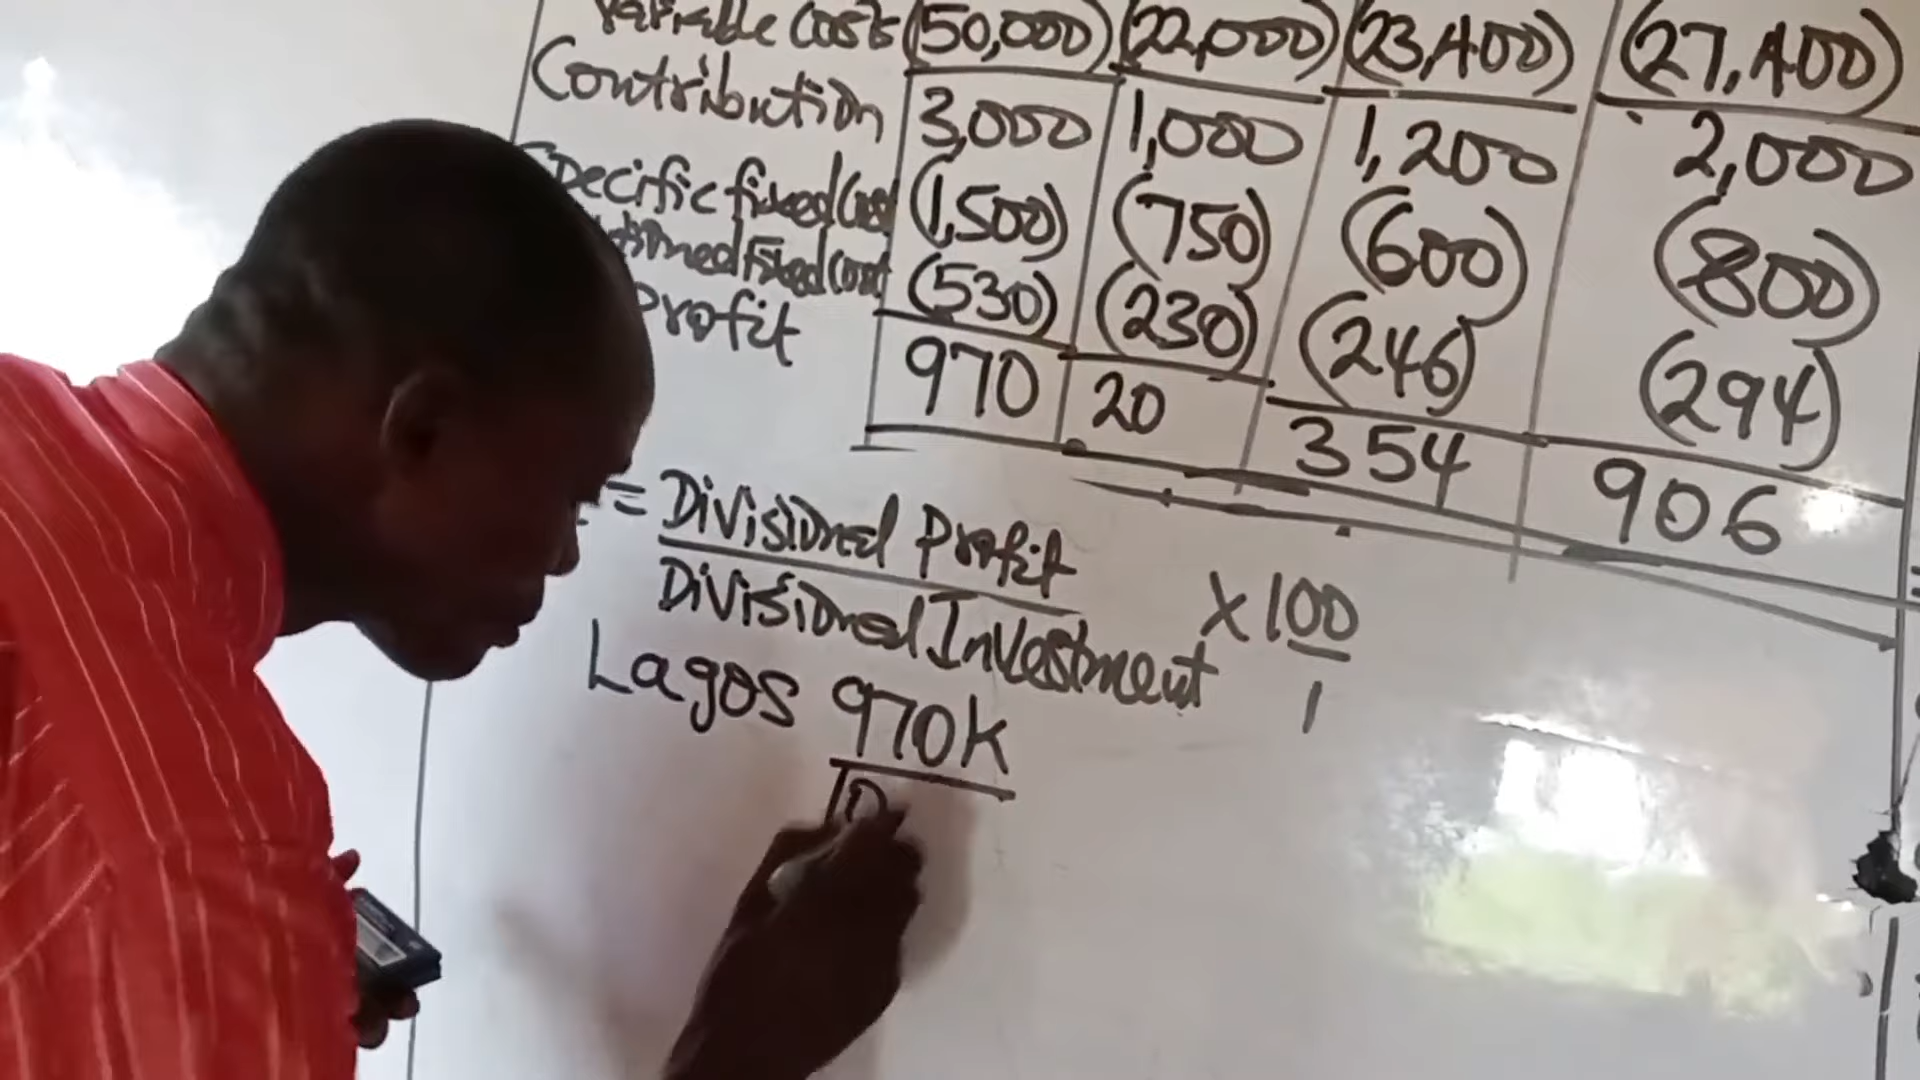 Variable Costs (50,000) (22,000) (23,400) (27,400)
Contribution 3,000 1,000 1,200 2,000
Specific fixed Cost (1,500) (750) (600) (800)
fixed Cost (530) (230) (246) (294)
Profit 970 20 354 906
= Divisional Profit
Divisional Investment × 100
1
Lagos 970K
10